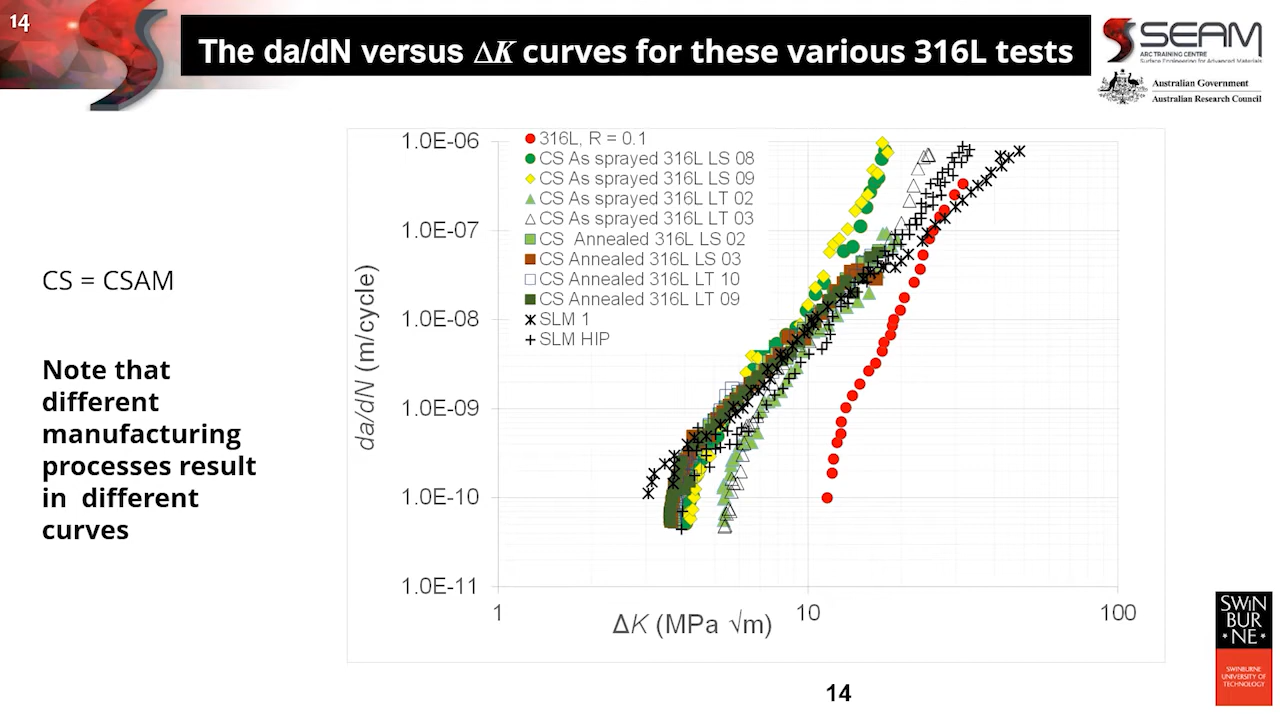 14
The da/dN versus ΔK curves for these various 316L tests
SEAM
ARC TRAINING CENTRE
Surface Engineering for Advanced Materials
Australian Government
Australian Research Council
CS = CSAM
Note that
different
manufacturing
processes result
in different
curves
da/dN (m/cycle)
1.0E-06
1.0E-07
1.0E-08
1.0E-09
1.0E-10
1.0E-11
316L, R = 0.1
CS As sprayed 316L LS 08
CS As sprayed 316L LS 09
CS As sprayed 316L LT 02
CS As sprayed 316L LT 03
CS Annealed 316L LS 02
CS Annealed 316L LS 03
CS Annealed 316L LT 10
CS Annealed 316L LT 09
SLM 1
SLM HIP
1
10
100
ΔK (MPa √m)
SWIN
BUR
* NE *
SWINBURNE
UNIVERSITY OF
TECHNOLOGY
14